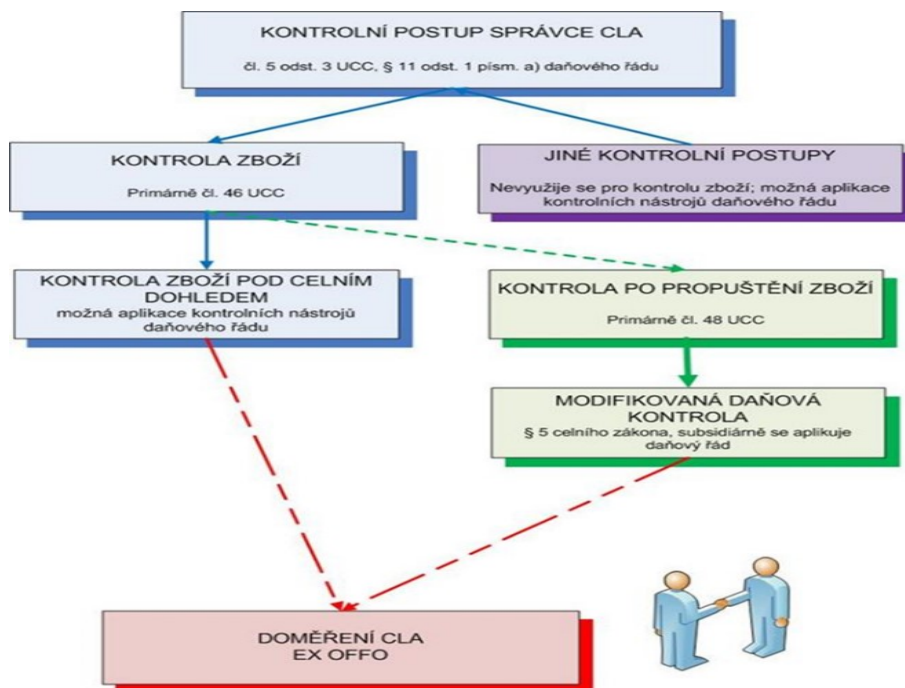 KONTROLNÍ POSTUP SPRÁVCE CLA
čl. 5 odst. 3 UCC, § 11 odst. 1 písm. a) daňového řádu
KONTROLA ZBOŽÍ
Primárně čl. 46 UCC
JINÉ KONTROLNÍ POSTUPY
Nevyužije se pro kontrolu zboží; možná aplikace
kontrolních nástrojů daňového řádu
KONTROLA ZBOŽÍ POD CELNÍM
DOHLEDEM
možná aplikace kontrolních nástrojů
daňového řádu
KONTROLA PO PROPUŠTĚNÍ ZBOŽÍ
Primárně čl. 48 UCC
MODIFIKOVANÁ DAŇOVÁ
KONTROLA
§ 5 celního zákona, subsidiárně se aplikuje
daňový řád
DOMĚŘENÍ CLA
EX OFFO